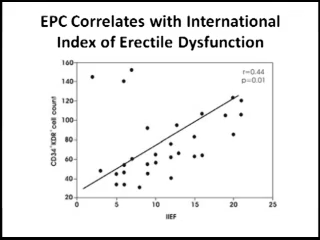 EPC Correlates with International
Index of Erectile Dysfunction
r=0.44
p=0.01
160
140
120
100
80
60
40
20
CD34⁺KDR⁺cell count
0
5
10
15
20
25
IIEF